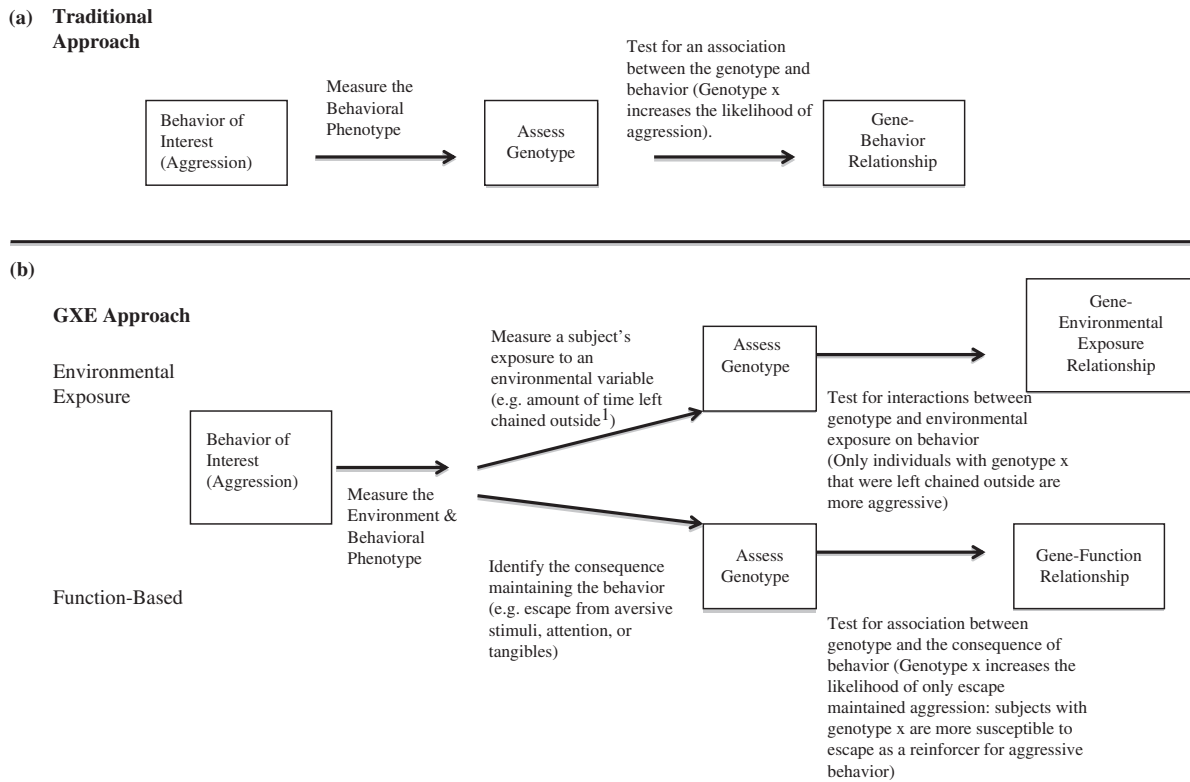 (a) Traditional
Approach
Behavior of
Interest
(Aggression)
Measure the
Behavioral
Phenotype
Assess
Genotype
Test for an association
between the genotype and
behavior (Genotype x
increases the likelihood of
aggression).
Gene-
Behavior
Relationship
(b)
GXE Approach
Environmental
Exposure
Behavior of
Interest
(Aggression)
Measure the
Environment &
Behavioral
Phenotype
Measure a subject's
exposure to an
environmental variable
(e.g. amount of time left
chained outside1)
Assess
Genotype
Test for interactions between
genotype and environmental
exposure on behavior
(Only individuals with genotype x
that were left chained outside are
more aggressive)
Gene-
Environmental
Exposure
Relationship
Function-Based
Identify the consequence
maintaining the behavior
(e.g. escape from aversive
stimuli, attention, or
tangibles)
Assess
Genotype
Test for association between
genotype and the consequence of
behavior (Genotype x increases the
likelihood of only escape
maintained aggression: subjects with
genotype x are more susceptible to
escape as a reinforcer for aggressive
behavior)
Gene-Function
Relationship